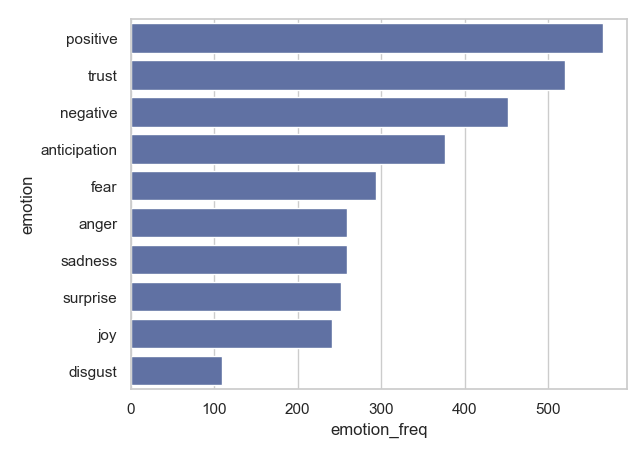 positive
trust
negative
anticipation
fear
anger
sadness
surprise
joy
disgust
emotion
0 100 200 300 400 500
emotion_freq